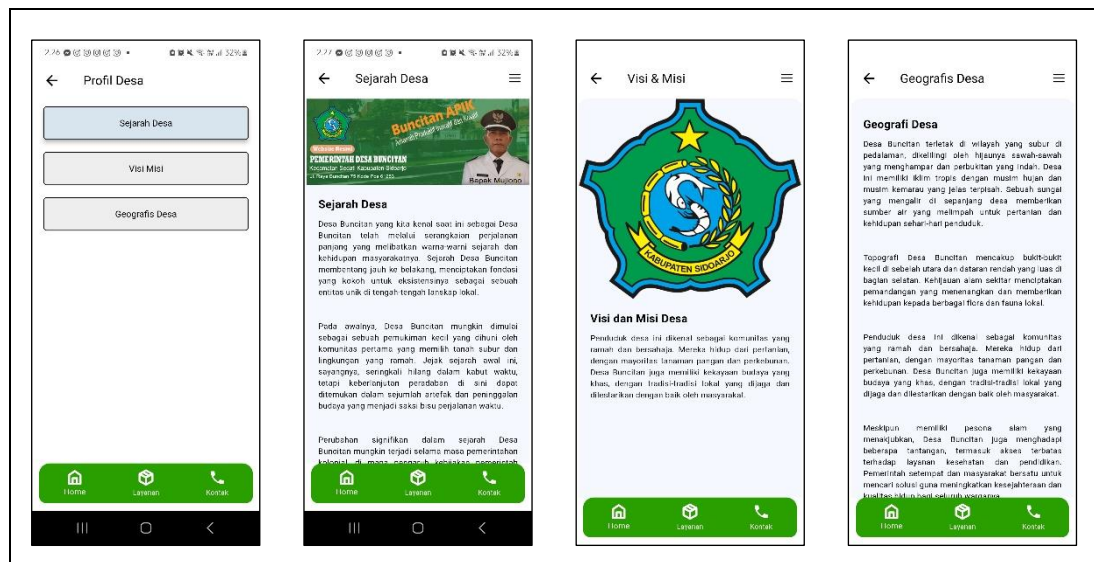 2.26
32%
Profil Desa
Sejarah Desa
Visi Misi
Geografis Desa
Home
Layanan
Kontak
2.27
32%
Sejarah Desa
Buncitan APIK
PEMERINTAH DESA BUNCITAN
Kecamatan Sedati Kabupaten Sidoarjo
Bapak Mujiono
Sejarah Desa
Desa Buncitan yang kita kenal saat ini sebagai Desa
Buncitan telah melalui serangkaian perjalanan
panjang yang melibatkan warna-warni sejarah dan
kehidupan masyarakatnya. Sejarah Desa Buncitan
membentang jauh ke belakang, menciptakan fondasi
yang kokoh untuk eksistensinya sebagai sebuah
entitas unik di tengah-tengah lanskap lokal.
Pada awalnya, Desa Buncitan mungkin dimulai
sebagai sebuah pemukiman kecil yang dihuni oleh
komunitas pertama yang memilih tanah subur dan
lingkungan yang ramah. Jejak sejarah awal ini,
sayangnya, seringkali hilang dalam kabut waktu,
tetapi keberlanjutan peradaban di sini dapat
ditemukan dalam sejumlah artefak dan peninggalan
budaya yang menjadi saksi bisu perjalanan waktu.
Perubahan signifikan dalam sejarah Desa
Buncitan mungkin terjadi selama masa pemerintahan
kolonial, di mana pengaruh kebijakan pemerintah
Home
Layanan
Kontak
Visi & Misi
KABUPATEN SIDOARJO
Visi dan Misi Desa
Penduduk desa ini dikenal sebagai komunitas yang
ramah dan bersahaja. Mereka hidup dari pertanian,
dengan mayoritas tanaman pangan dan perkebunan.
Desa Buncitan juga memiliki kekayaan budaya yang
khas, dengan tradisi-tradisi lokal yang dijaga dan
dilestarikan dengan baik oleh masyarakat.
Home
Layanan
Kontak
Geografis Desa
Geografi Desa
Desa Buncitan terletak di wilayah yang subur di
pedalaman, dikelilingi oleh hijaunya sawah-sawah
yang menghampar dan perbukitan yang indah. Desa
ini memiliki iklim tropis dengan musim hujan dan
musim kemarau yang jelas terpisah. Sebuah sungai
yang mengalir di sepanjang desa memberikan
sumber air yang melimpah untuk pertanian dan
kehidupan sehari-hari penduduk.
Topografi Desa Buncitan mencakup bukit-bukit
kecil di sebelah utara dan dataran rendah yang luas di
bagian selatan. Kehijauan alam sekitar menciptakan
pemandangan yang menenangkan dan memberikan
kehidupan kepada berbagai flora dan fauna lokal.
Penduduk desa ini dikenal sebagai komunitas
yang ramah dan bersahaja. Mereka hidup dari
pertanian, dengan mayoritas tanaman pangan dan
perkebunan. Desa Buncitan juga memiliki kekayaan
budaya yang khas, dengan tradisi-tradisi lokal yang
dijaga dan dilestarikan dengan baik oleh masyarakat.
Meskipun memiliki pesona alam yang
menakjubkan, Desa Buncitan juga menghadapi
beberapa tantangan, termasuk akses terbatas
terhadap layanan kesehatan dan pendidikan.
Pemerintah setempat dan masyarakat bersatu untuk
mencari solusi guna meningkatkan kesejahteraan dan
kualitas hidup bagi seluruh warganya.
Home
Layanan
Kontak